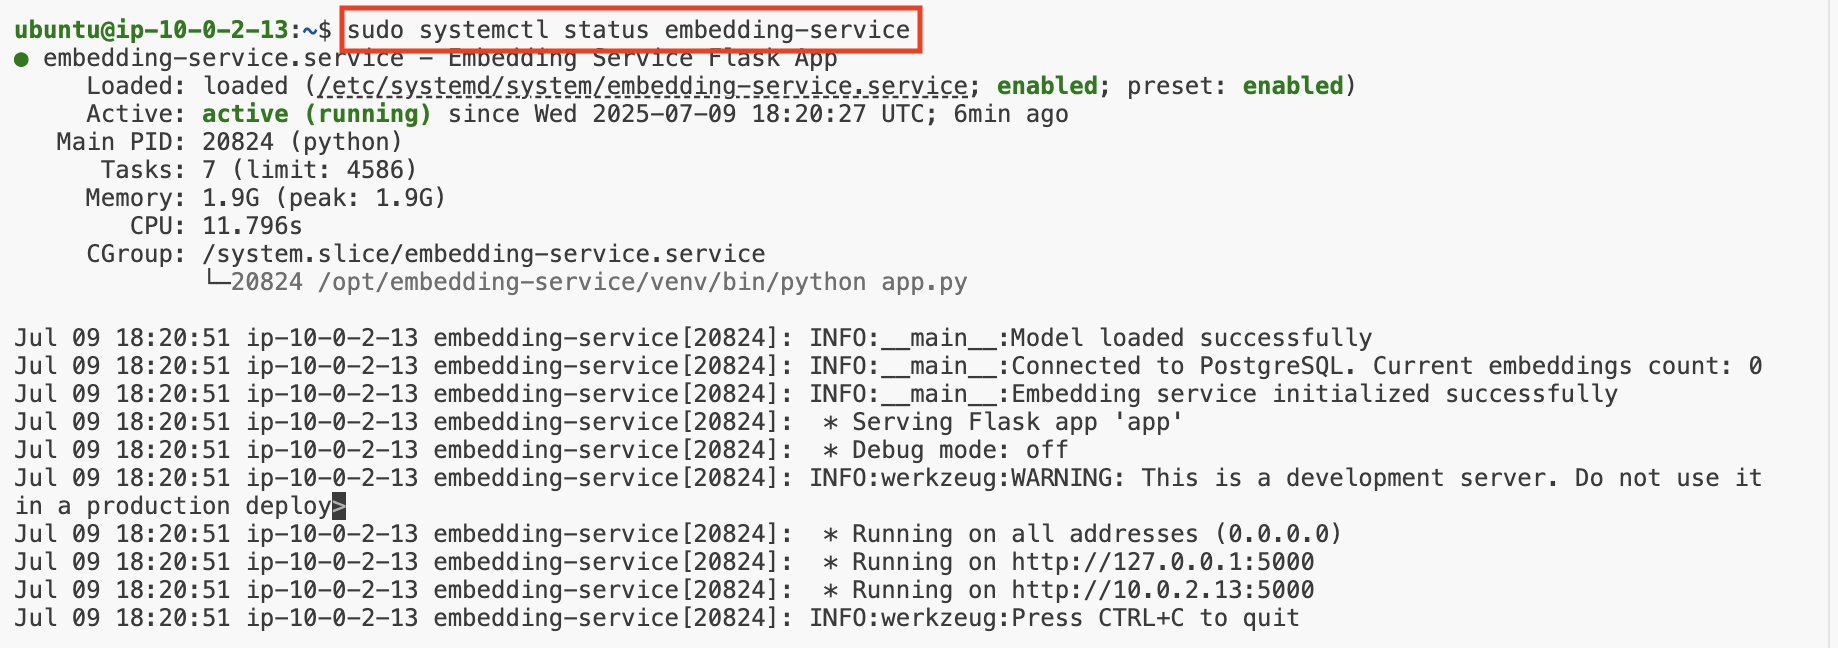 ubuntu@ip-10-0-2-13:~$ sudo systemctl status embedding-service
● embedding-service.service - Embedding Service Flask App
     Loaded: loaded (/etc/systemd/system/embedding-service.service; enabled; preset: enabled)
     Active: active (running) since Wed 2025-07-09 18:20:27 UTC; 6min ago
   Main PID: 20824 (python)
      Tasks: 7 (limit: 4586)
     Memory: 1.9G (peak: 1.9G)
        CPU: 11.796s
     CGroup: /system.slice/embedding-service.service
             └─20824 /opt/embedding-service/venv/bin/python app.py

Jul 09 18:20:51 ip-10-0-2-13 embedding-service[20824]: INFO:__main__:Model loaded successfully
Jul 09 18:20:51 ip-10-0-2-13 embedding-service[20824]: INFO:__main__:Connected to PostgreSQL. Current embeddings count: 0
Jul 09 18:20:51 ip-10-0-2-13 embedding-service[20824]: INFO:__main__:Embedding service initialized successfully
Jul 09 18:20:51 ip-10-0-2-13 embedding-service[20824]:  * Serving Flask app 'app'
Jul 09 18:20:51 ip-10-0-2-13 embedding-service[20824]:  * Debug mode: off
Jul 09 18:20:51 ip-10-0-2-13 embedding-service[20824]: INFO:werkzeug:WARNING: This is a development server. Do not use it
in a production deploy>
Jul 09 18:20:51 ip-10-0-2-13 embedding-service[20824]:  * Running on all addresses (0.0.0.0)
Jul 09 18:20:51 ip-10-0-2-13 embedding-service[20824]:  * Running on http://127.0.0.1:5000
Jul 09 18:20:51 ip-10-0-2-13 embedding-service[20824]:  * Running on http://10.0.2.13:5000
Jul 09 18:20:51 ip-10-0-2-13 embedding-service[20824]: INFO:werkzeug:Press CTRL+C to quit